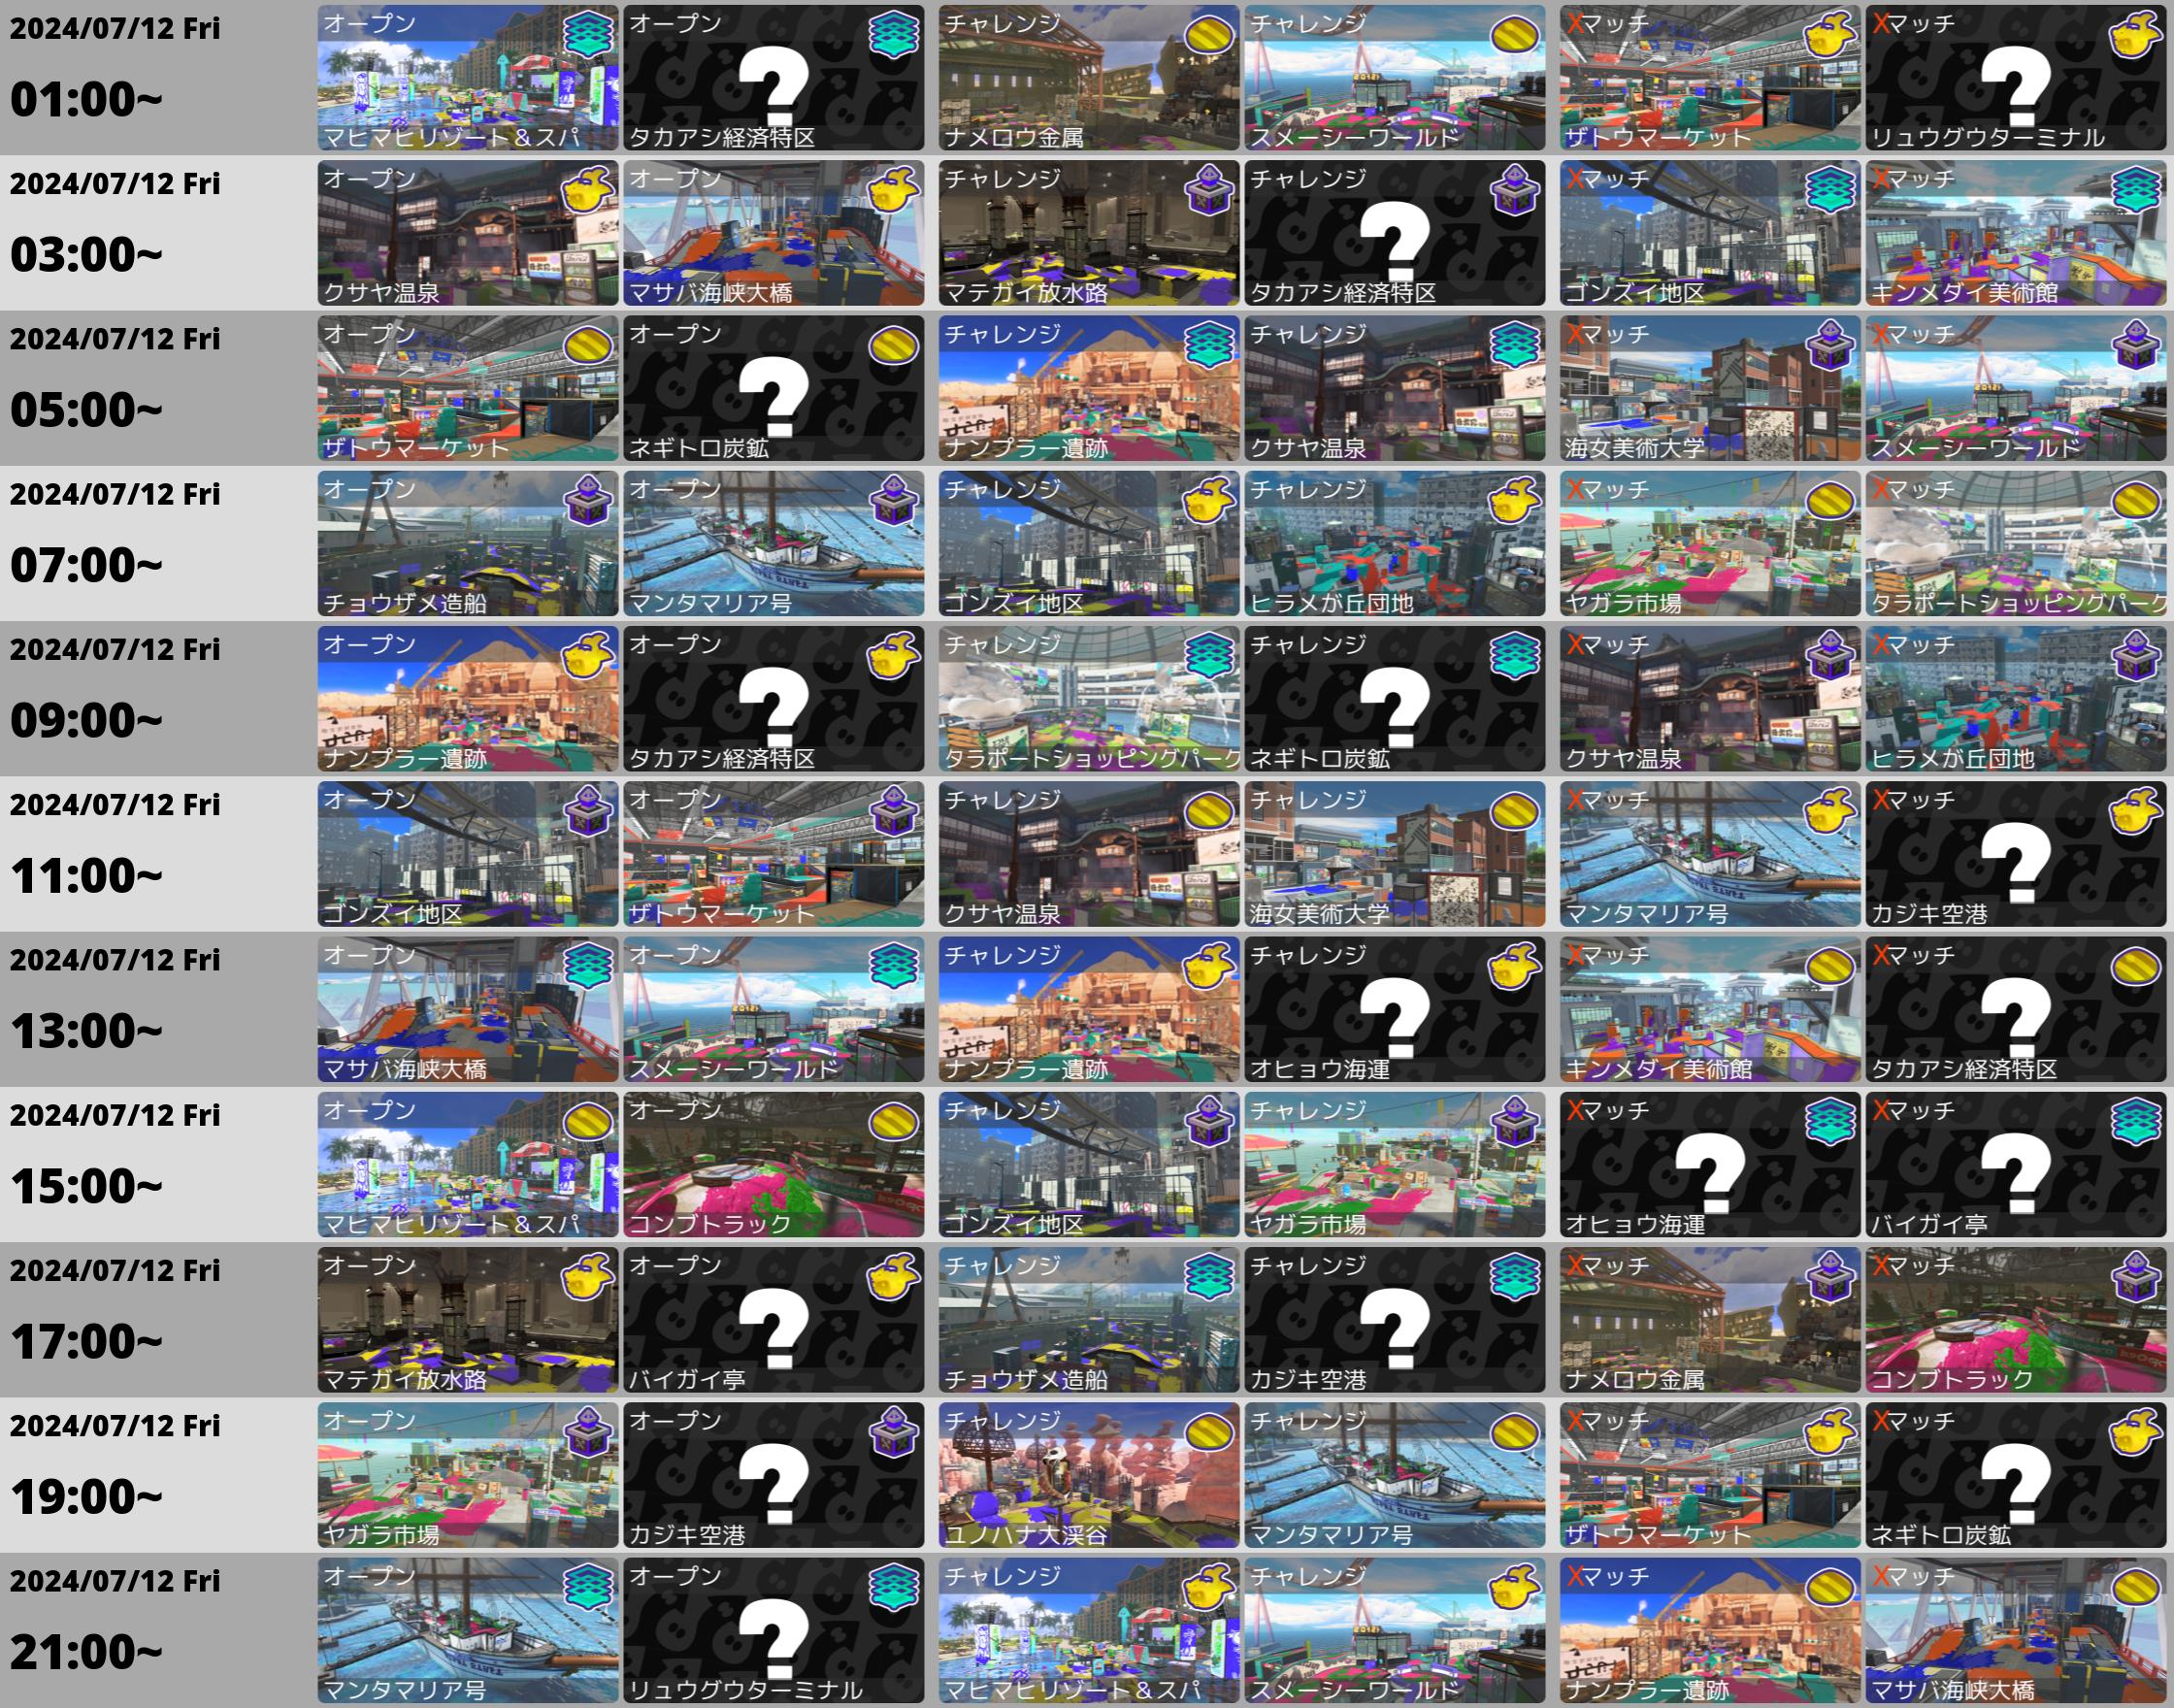 2024/07/12 Fri
01:00~
オープン
マヒマヒリゾート＆スパ
オープン
タカアシ経済特区
チャレンジ
ナメロウ金属
チャレンジ
スメーシーワールド
Xマッチ
ザトウマーケット
Xマッチ
リュウグウターミナル
2024/07/12 Fri
03:00~
オープン
クサヤ温泉
オープン
マサバ海峡大橋
チャレンジ
マテガイ放水路
チャレンジ
タカアシ経済特区
Xマッチ
ゴンズイ地区
Xマッチ
キンメダイ美術館
2024/07/12 Fri
05:00~
オープン
ザトウマーケット
オープン
ネギトロ炭鉱
チャレンジ
ナンプラー遺跡
チャレンジ
クサヤ温泉
Xマッチ
海女美術大学
Xマッチ
スメーシーワールド
2024/07/12 Fri
07:00~
オープン
チョウザメ造船
オープン
マンタマリア号
チャレンジ
ゴンズイ地区
チャレンジ
ヒラメが丘団地
Xマッチ
ヤガラ市場
Xマッチ
タラポートショッピングパーク
2024/07/12 Fri
09:00~
オープン
ナンプラー遺跡
オープン
タカアシ経済特区
チャレンジ
タラポートショッピングパーク
チャレンジ
ネギトロ炭鉱
Xマッチ
クサヤ温泉
Xマッチ
ヒラメが丘団地
2024/07/12 Fri
11:00~
オープン
ゴンズイ地区
オープン
ザトウマーケット
チャレンジ
クサヤ温泉
チャレンジ
海女美術大学
Xマッチ
マンタマリア号
Xマッチ
カジキ空港
2024/07/12 Fri
13:00~
オープン
マサバ海峡大橋
オープン
スメーシーワールド
チャレンジ
ナンプラー遺跡
チャレンジ
オヒョウ海運
Xマッチ
キンメダイ美術館
Xマッチ
タカアシ経済特区
2024/07/12 Fri
15:00~
オープン
マヒマヒリゾート＆スパ
オープン
コンブトラック
チャレンジ
ゴンズイ地区
チャレンジ
ヤガラ市場
Xマッチ
オヒョウ海運
Xマッチ
バイガイ亭
2024/07/12 Fri
17:00~
オープン
マテガイ放水路
オープン
バイガイ亭
チャレンジ
チョウザメ造船
チャレンジ
カジキ空港
Xマッチ
ナメロウ金属
Xマッチ
コンブトラック
2024/07/12 Fri
19:00~
オープン
ヤガラ市場
オープン
カジキ空港
チャレンジ
ユノハナ大渓谷
チャレンジ
マンタマリア号
Xマッチ
ザトウマーケット
Xマッチ
ネギトロ炭鉱
2024/07/12 Fri
21:00~
オープン
マンタマリア号
オープン
リュウグウターミナル
チャレンジ
マヒマヒリゾート＆スパ
チャレンジ
スメーシーワールド
Xマッチ
ナンプラー遺跡
Xマッチ
マサバ海峡大橋